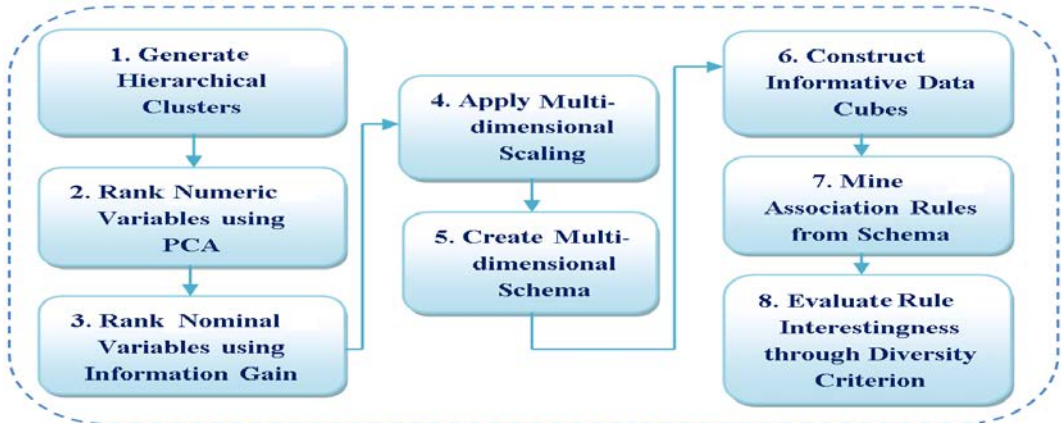 1. Generate
Hierarchical
Clusters
2. Rank Numeric
Variables using
PCA
3. Rank Nominal
Variables using
Information Gain
4. Apply Multi-
dimensional
Scaling
5. Create Multi-
dimensional
Schema
6. Construct
Informative Data
Cubes
7. Mine
Association Rules
from Schema
8. Evaluate Rule
Interestingness
through Diversity
Criterion